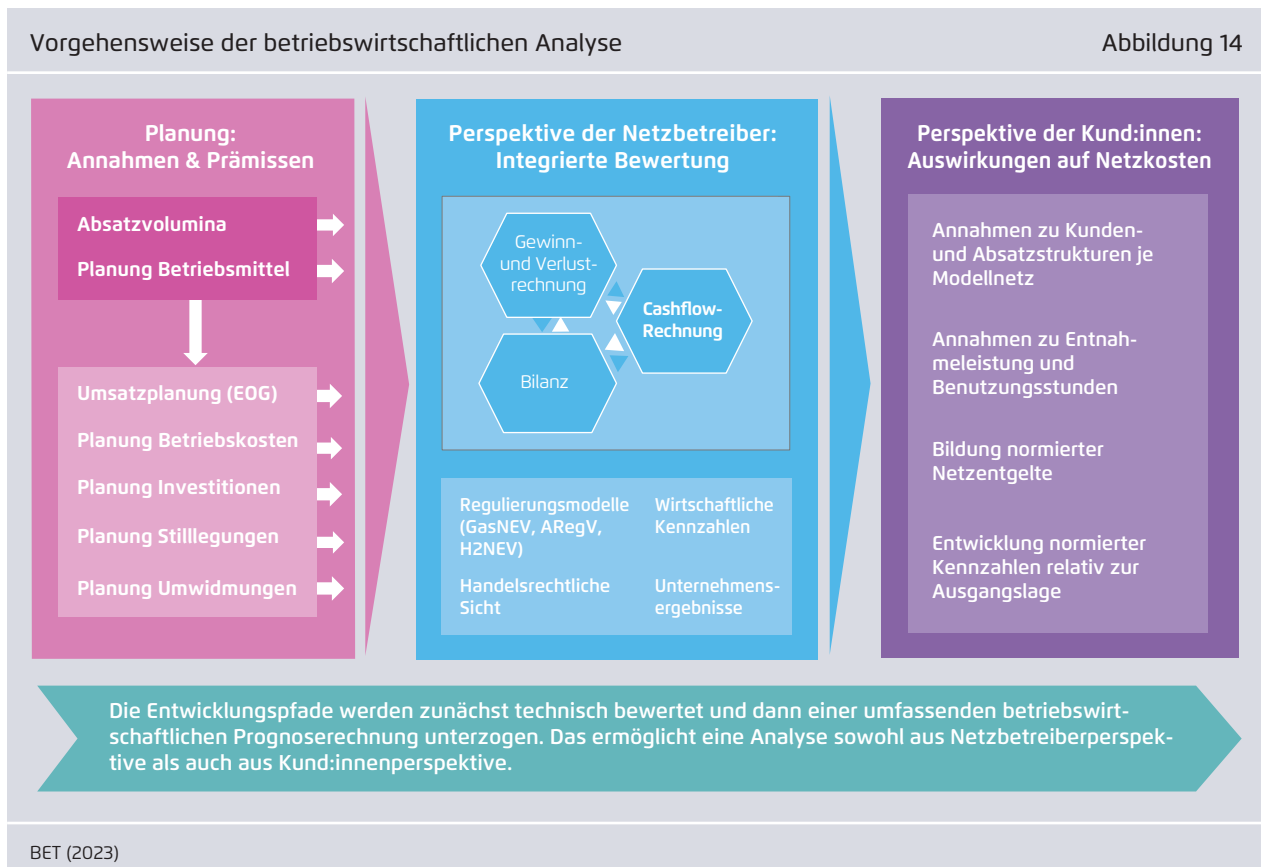 Vorgehensweise der betriebswirtschaftlichen Analyse
Abbildung 14
Planung:
Annahmen & Prämissen
Absatzvolumina
Planung Betriebsmittel
Umsatzplanung (EOG)
Planung Betriebskosten
Planung Investitionen
Planung Stilllegungen
Planung Umwidmungen
Perspektive der Netzbetreiber:
Integrierte Bewertung
Gewinn-
und Verlust-
rechnung
Cashflow-
Rechnung
Bilanz
Regulierungsmodelle
(GasNEV, ARegV,
H2NEV)
Handelsrechtliche
Sicht
Wirtschaftliche
Kennzahlen
Unternehmens-
ergebnisse
Perspektive der Kund:innen:
Auswirkungen auf Netzkosten
Annahmen zu Kunden-
und Absatzstrukturen je
Modellnetz
Annahmen zu Entnah-
meleistung und
Benutzungsstunden
Bildung normierter
Netzentgelte
Entwicklung normierter
Kennzahlen relativ zur
Ausgangslage
Die Entwicklungspfade werden zunächst technisch bewertet und dann einer umfassenden betriebswirt-
schaftlichen Prognoserechnung unterzogen. Das ermöglicht eine Analyse sowohl aus Netzbetreiberperspek-
tive als auch aus Kund:innenperspektive.
BET (2023)